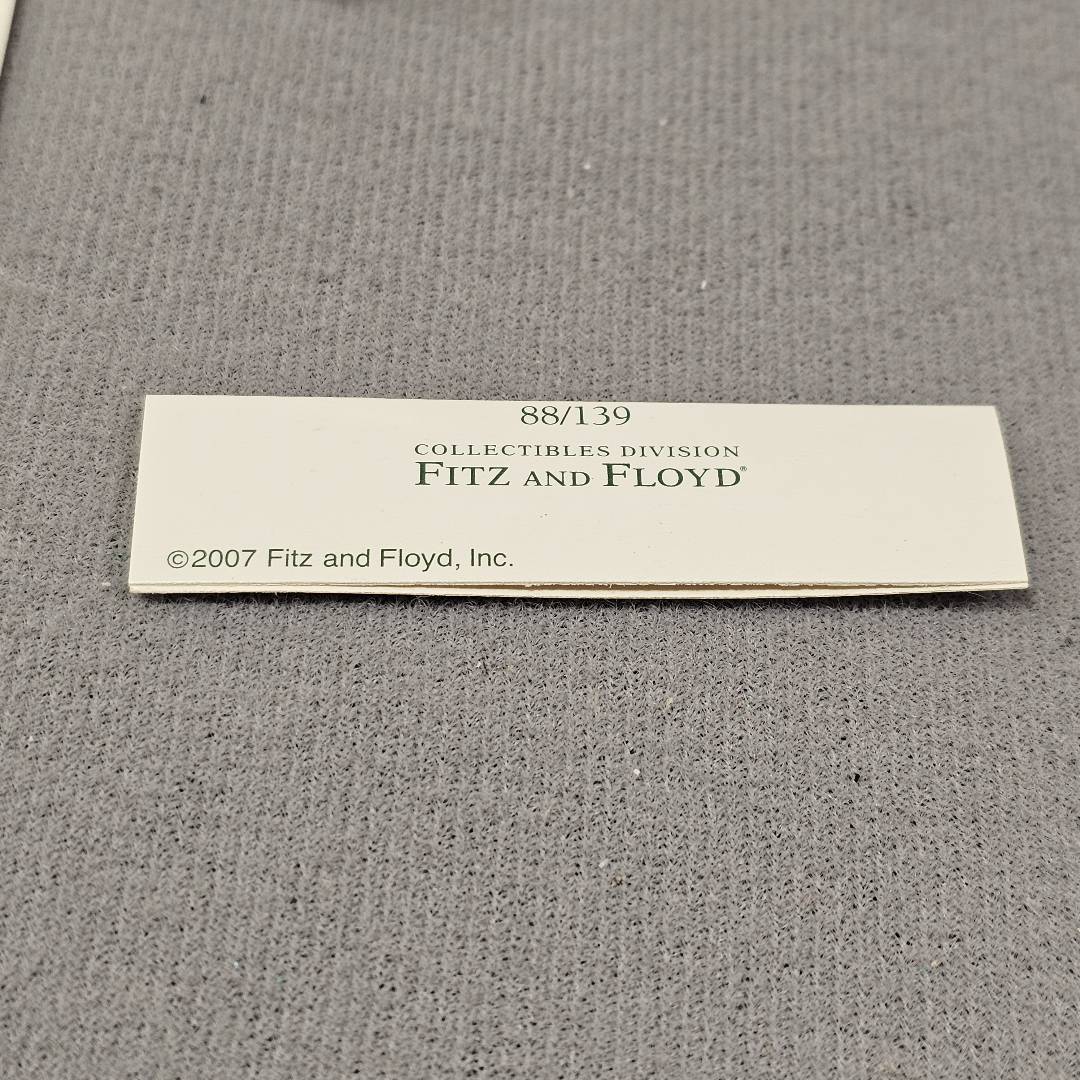 88/139
COLLECTIBLES DIVISION
FITZ AND FLOYD®
©2007 Fitz and Floyd, Inc.